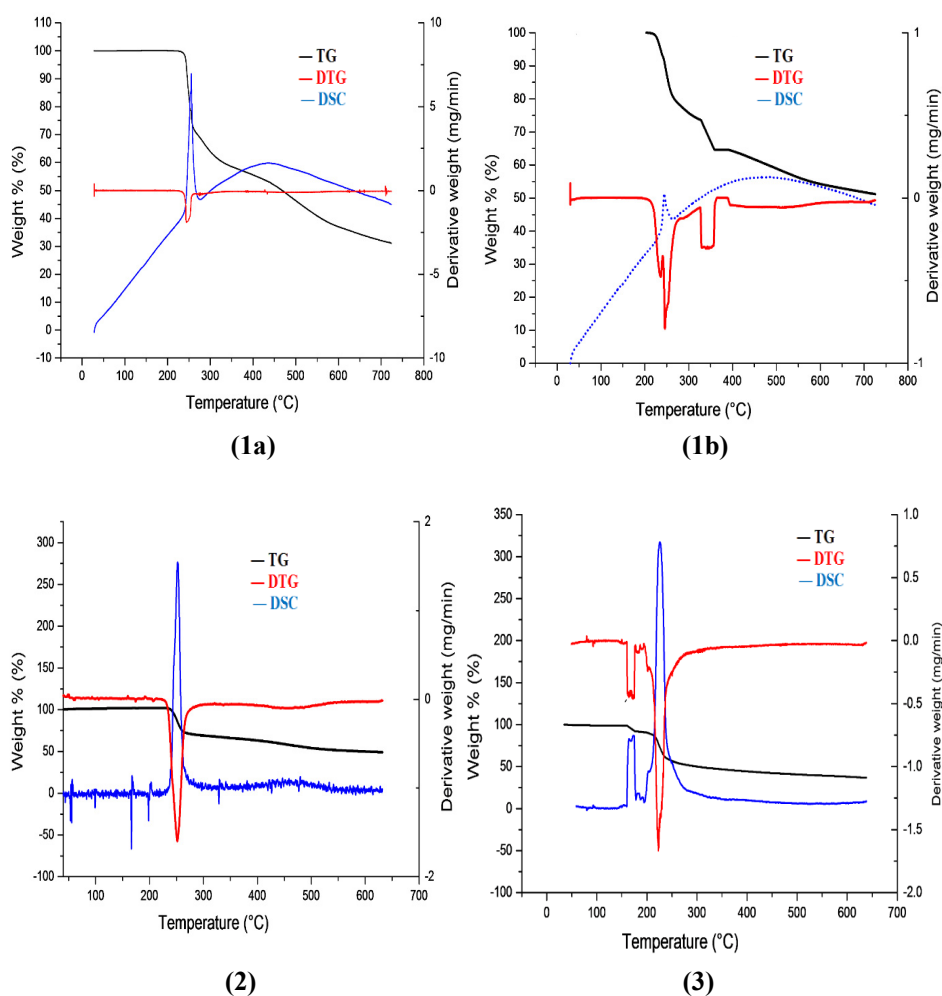 110
100
90
80
70
60
50
40
30
20
10
0
-10
Weight % (%)
0 100 200 300 400 500 600 700 800
Temperature (°C)
10
5
0
-5
-10
Derivative weight (mg/min)
TG
DTG
DSC
(1a)
100
90
80
70
60
50
40
30
20
10
0
Weight % (%)
0 100 200 300 400 500 600 700 800
Temperature (°C)
1
0
-1
Derivative weight (mg/min)
TG
DTG
DSC
(1b)
300
250
200
150
100
50
0
-50
-100
Weight % (%)
100 200 300 400 500 600 700
Temperature (°C)
2
0
-2
Derivative weight (mg/min)
TG
DTG
DSC
(2)
350
300
250
200
150
100
50
0
-50
-100
Weight % (%)
0 100 200 300 400 500 600 700
Temperature (°C)
1.0
0.5
0.0
-0.5
-1.0
-1.5
-2.0
Derivative weight (mg/min)
TG
DTG
DSC
(3)